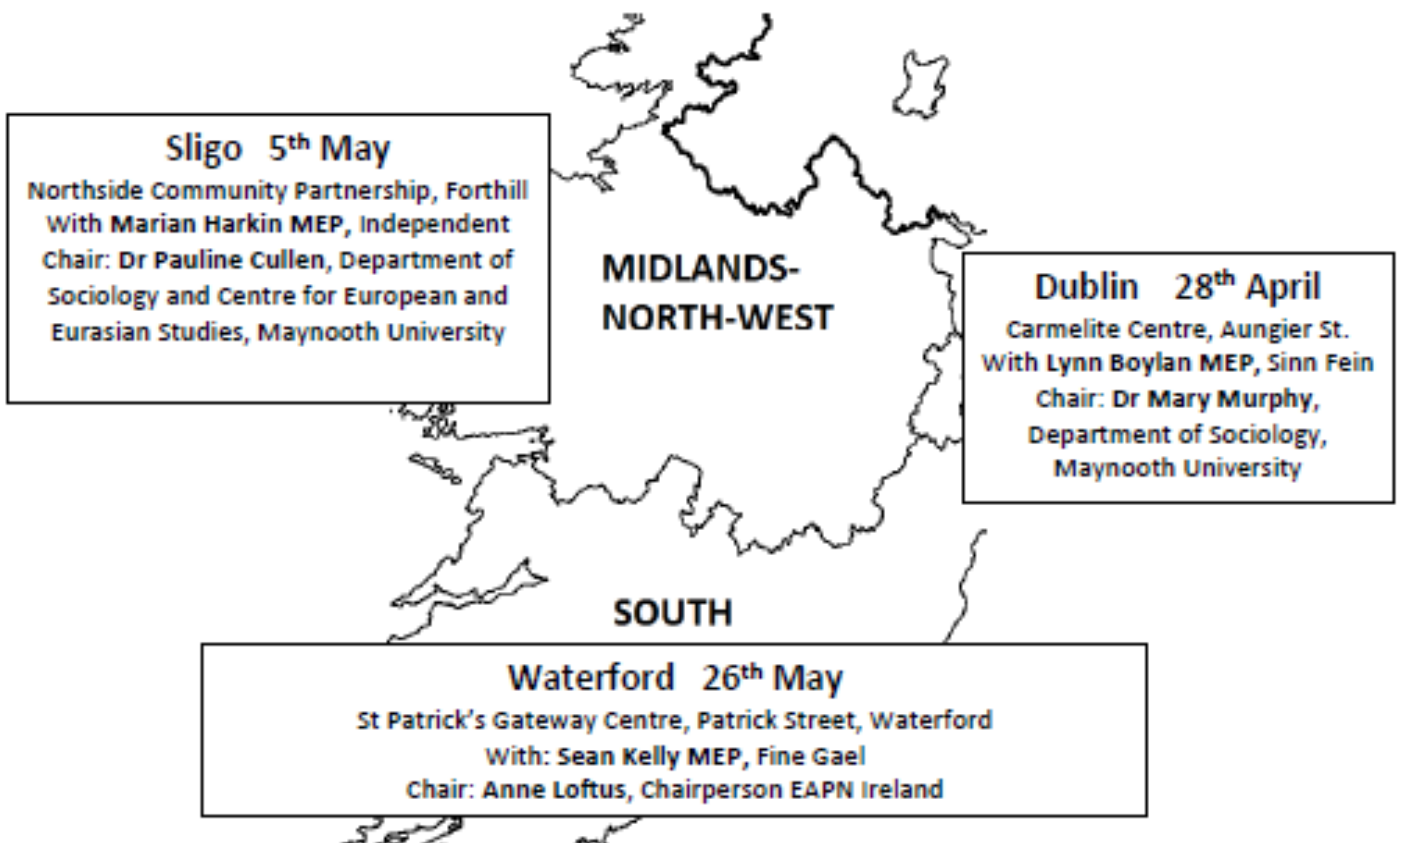 Sligo 5th May
Northside Community Partnership, Forthill
With Marian Harkin MEP, Independent
Chair: Dr Pauline Cullen, Department of
Sociology and Centre for European and
Eurasian Studies, Maynooth University
MIDLANDS-
NORTH-WEST
Dublin 28th April
Carmelite Centre, Aungier St.
With Lynn Boylan MEP, Sinn Fein
Chair: Dr Mary Murphy,
Department of Sociology,
Maynooth University
SOUTH
Waterford 26th May
St Patrick's Gateway Centre, Patrick Street, Waterford
With: Sean Kelly MEP, Fine Gael
Chair: Anne Loftus, Chairperson EAPN Ireland